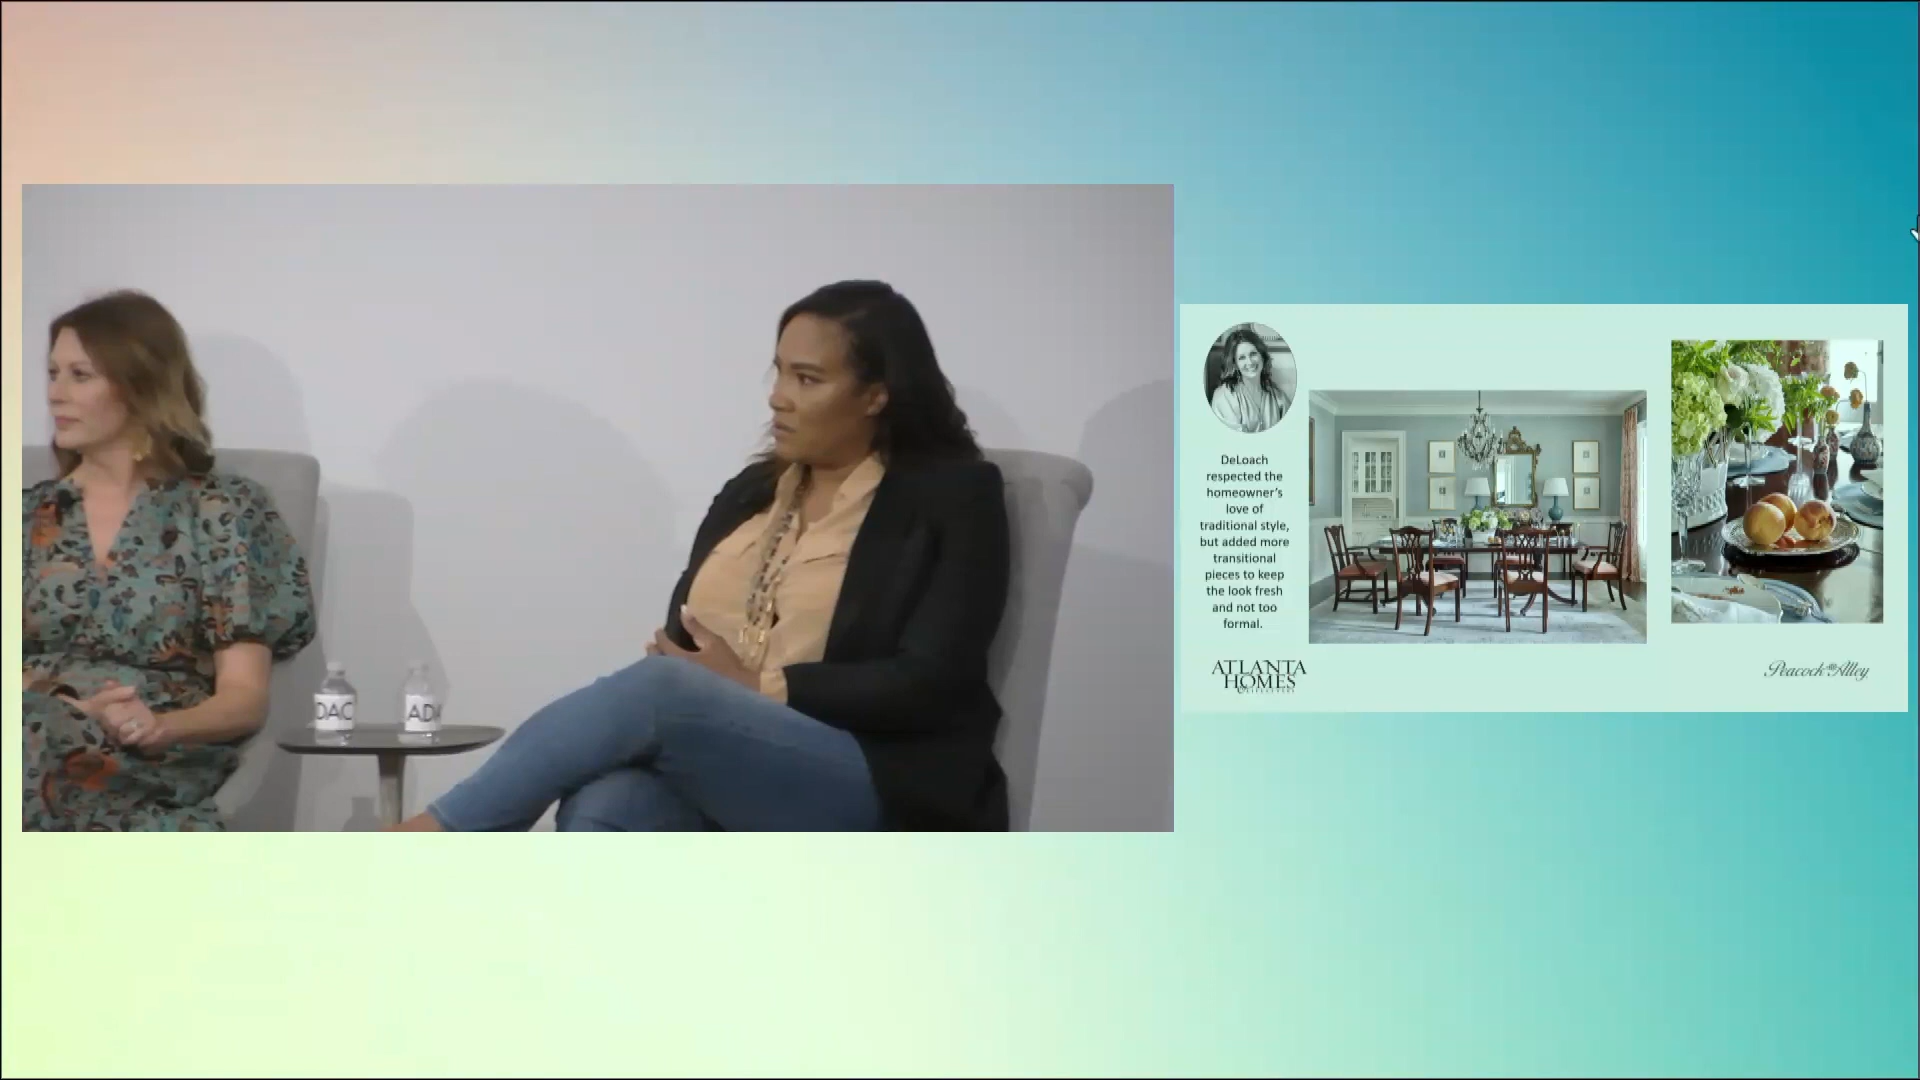 DAC
ADA
DeLoach
respected the
homeowner's
love of
traditional style,
but added more
transitional
pieces to keep
the look fresh
and not too
formal.
ATLANTA
HOMES
& LIFESTYLES
Peacock Alley